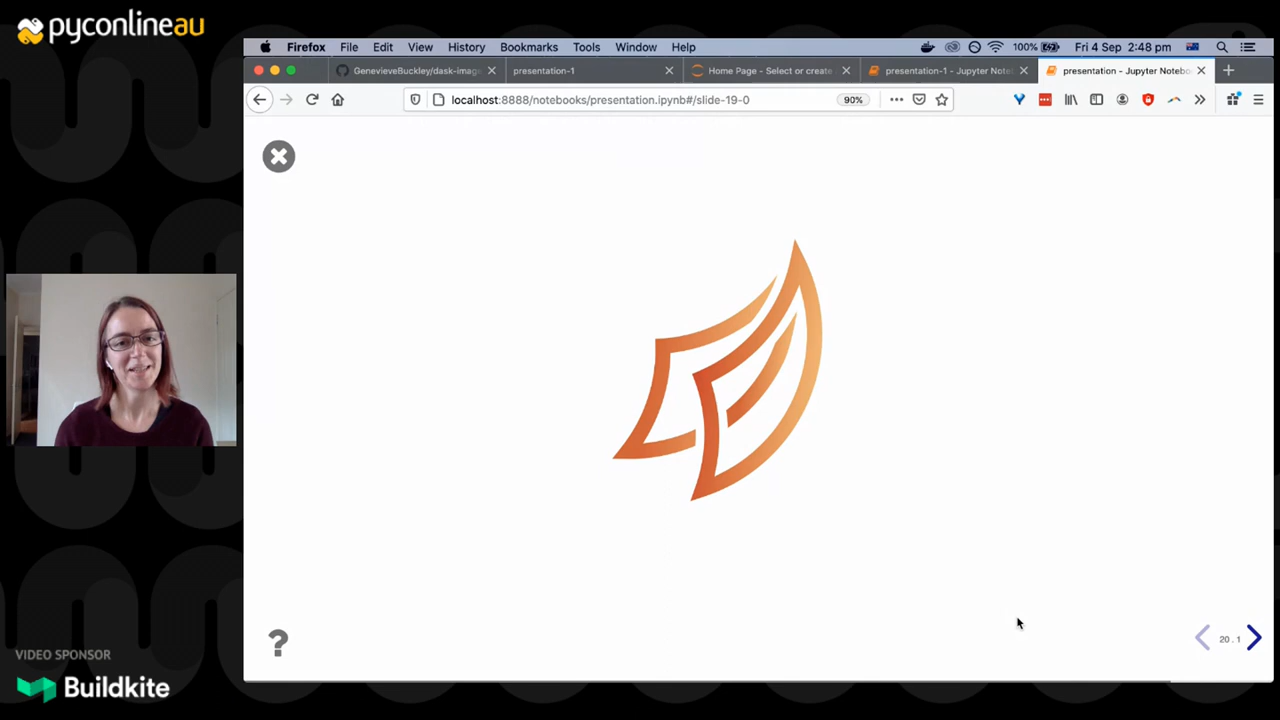 pyconlineau
Firefox File Edit View History Bookmarks Tools Window Help 100% Fri 4 Sep 2:48 pm
GenevieveBuckley/dask-imag presentation-1 Home Page - Select or create presentation-1 - Jupyter Note presentation - Jupyter Notebo
localhost:8888/notebooks/presentation.ipynb#/slide-19-0 90%
?
20 . 1
VIDEO SPONSOR
Buildkite